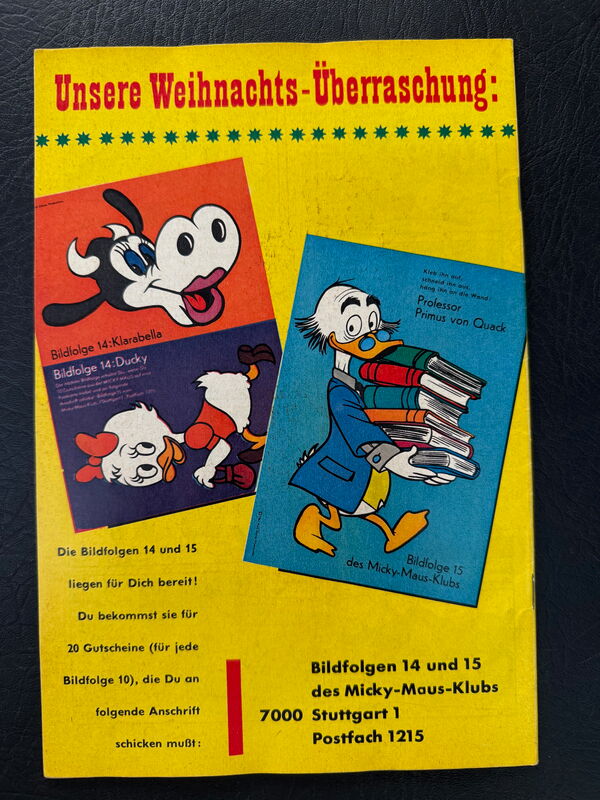 Unsere Weihnachts-Überraschung:
Bildfolge 14: Klarabella
Bildfolge 14: Ducky
Kleb ihn auf,
schneid ihn aus,
häng ihn an die Wand:
Professor
Primus von Quack
Bildfolge 15
des Micky-Maus-Klubs
Die Bildfolgen 14 und 15
liegen für Dich bereit!
Du bekommst sie für
20 Gutscheine (für jede
Bildfolge 10), die Du an
folgende Anschrift
schicken mußt:
Bildfolgen 14 und 15
des Micky-Maus-Klubs
7000 Stuttgart 1
Postfach 1215